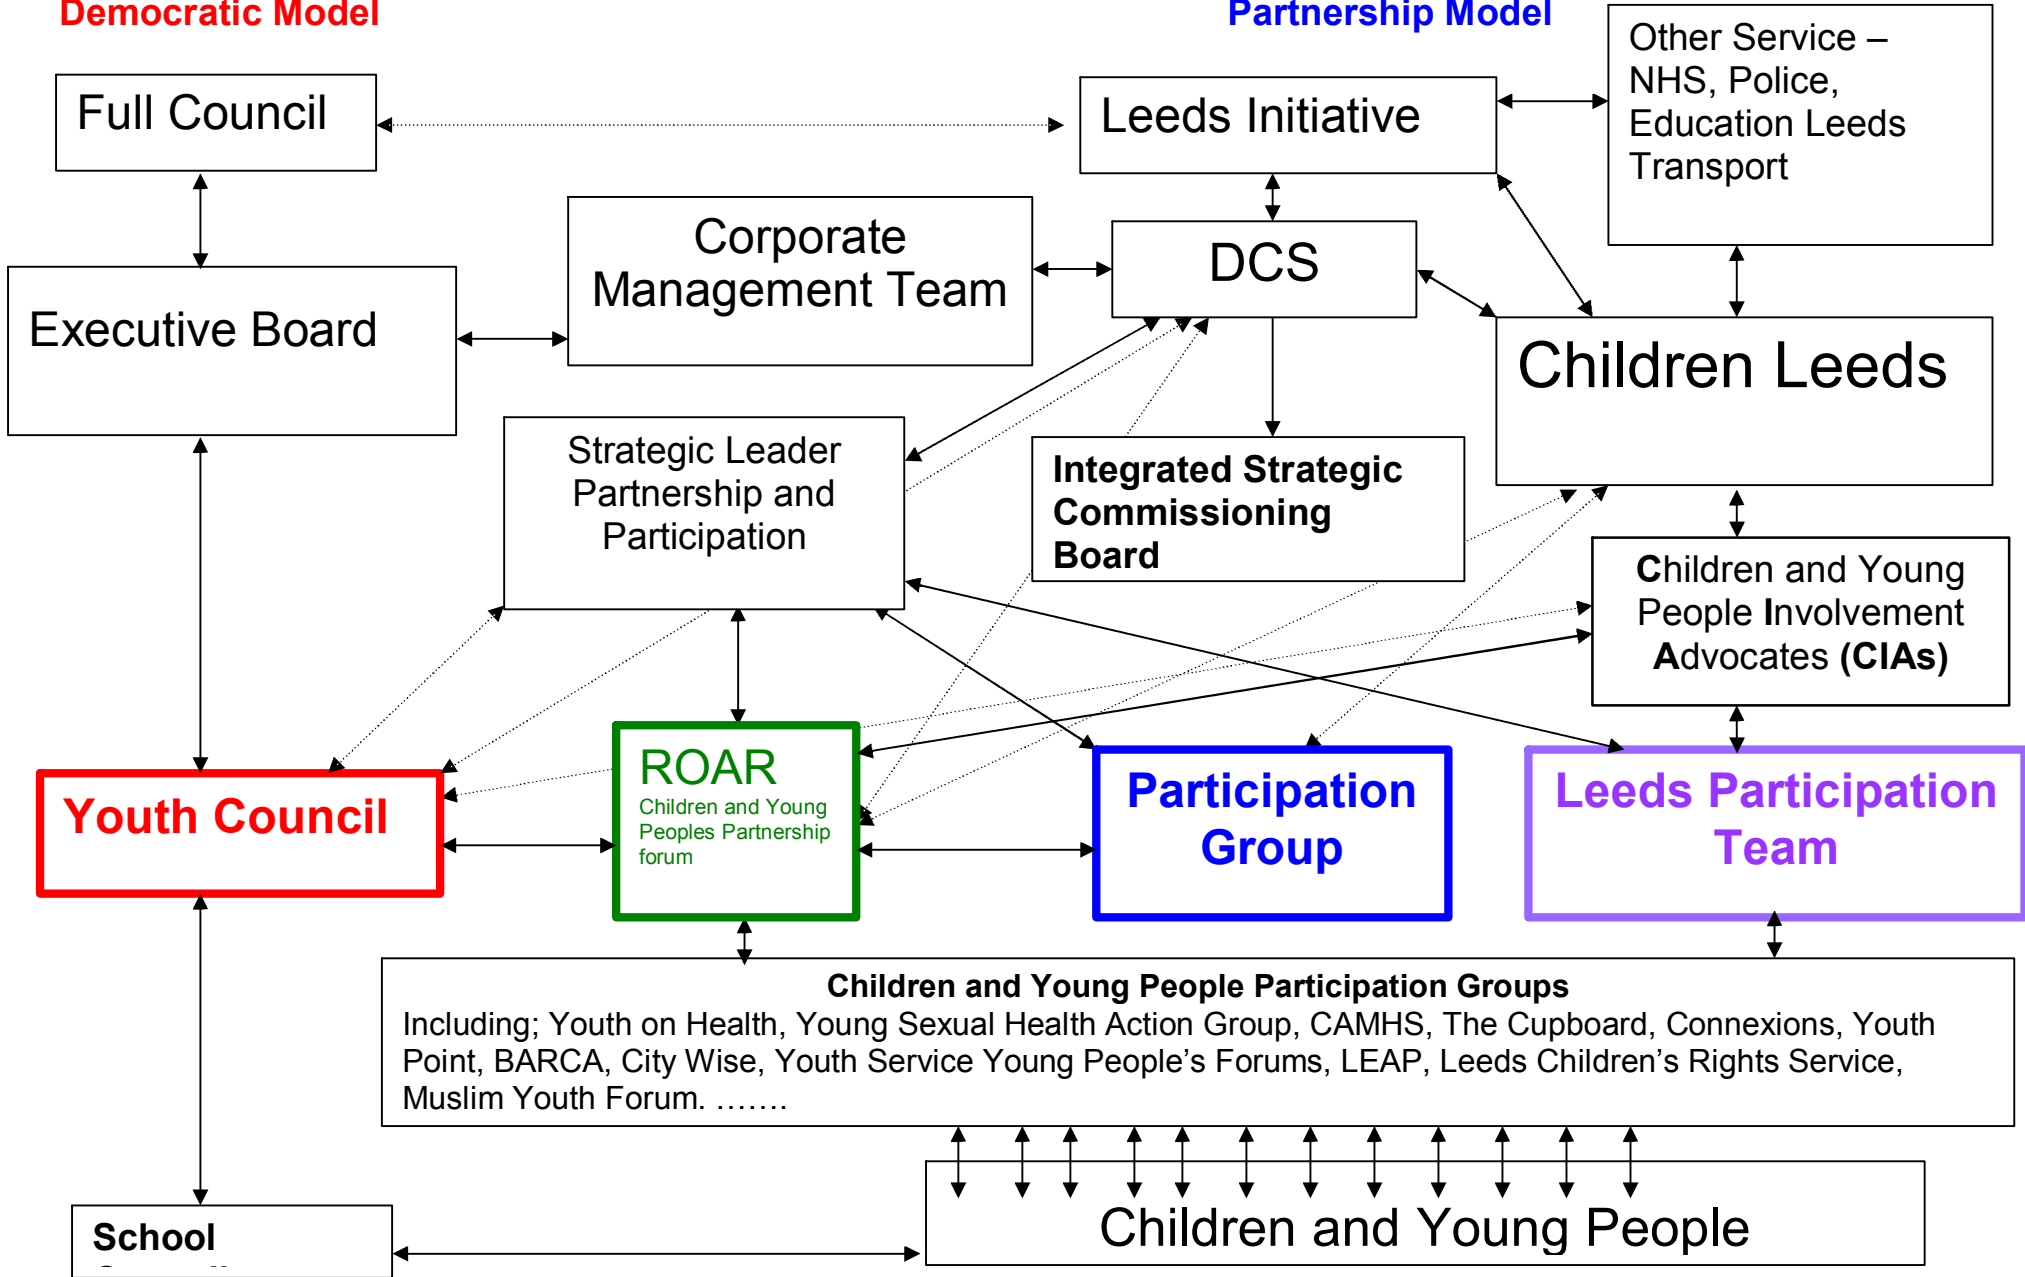 Democratic Model
Partnership Model
Other Service –
NHS, Police,
Education Leeds
Transport
Full Council
Leeds Initiative
Corporate
Management Team
DCS
Executive Board
Children Leeds
Strategic Leader
Partnership and
Participation
Integrated Strategic
Commissioning
Board
Children and Young
People Involvement
Advocates (CIAs)
Youth Council
ROAR
Children and Young
Peoples Partnership
forum
Participation
Group
Leeds Participation
Team
Children and Young People Participation Groups
Including; Youth on Health, Young Sexual Health Action Group, CAMHS, The Cupboard, Connexions, Youth
Point, BARCA, City Wise, Youth Service Young People’s Forums, LEAP, Leeds Children’s Rights Service,
Muslim Youth Forum. …….
School
Children and Young People